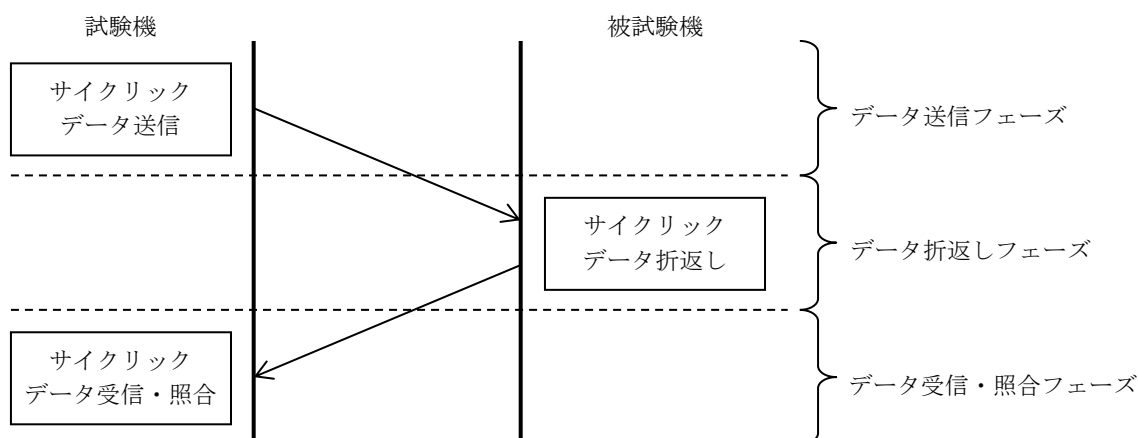 試験機
被試験機
サイクリック
データ送信
データ送信フェーズ
サイクリック
データ折返し
データ折返しフェーズ
サイクリック
データ受信・照合
データ受信・照合フェーズ